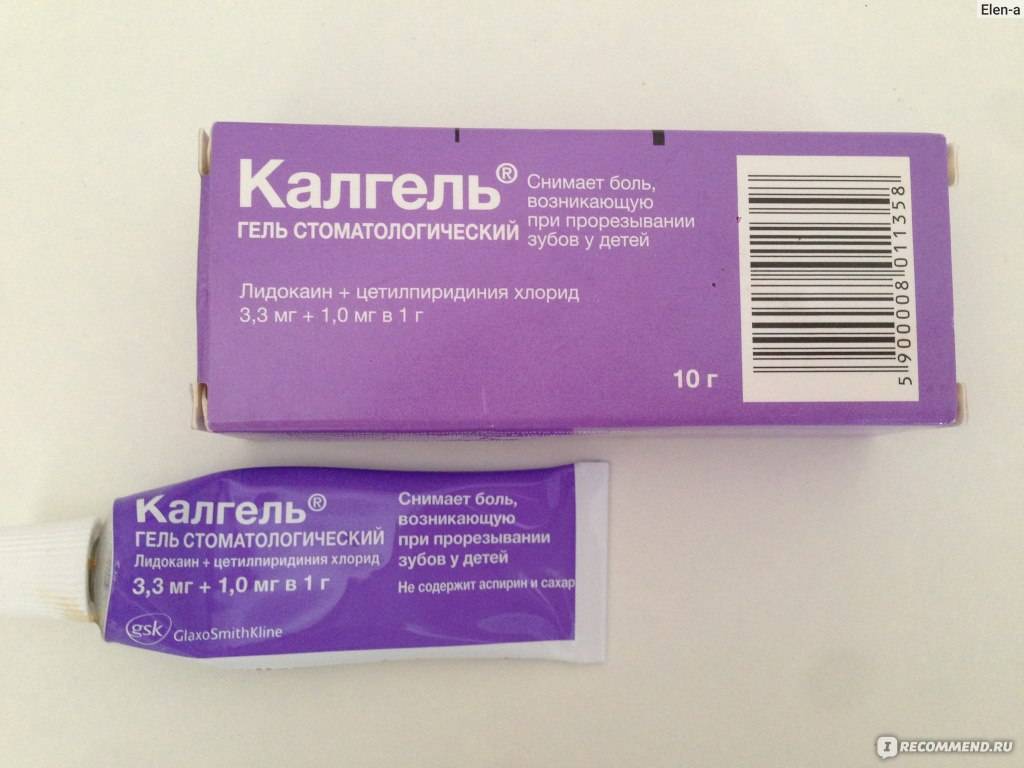 Elen-a
Калгель®
ГЕЛЬ СТОМАТОЛОГИЧЕСКИЙ
Снимает боль,
возникающую
при прорезывании
зубов у детей
Лидокаин + цетилпиридиния хлорид
3,3 мг + 1,0 мг в 1 г
10 г
5 900008 011358
Калгель®
ГЕЛЬ СТОМАТОЛОГИЧЕСКИЙ
Лидокаин + цетилпиридиния хлорид
3,3 мг + 1,0 мг в 1 г
Снимает боль,
возникающую
при прорезывании
зубов у детей
Не содержит аспирин и сахар
gsk GlaxoSmithKline
IRECOMMEND.RU